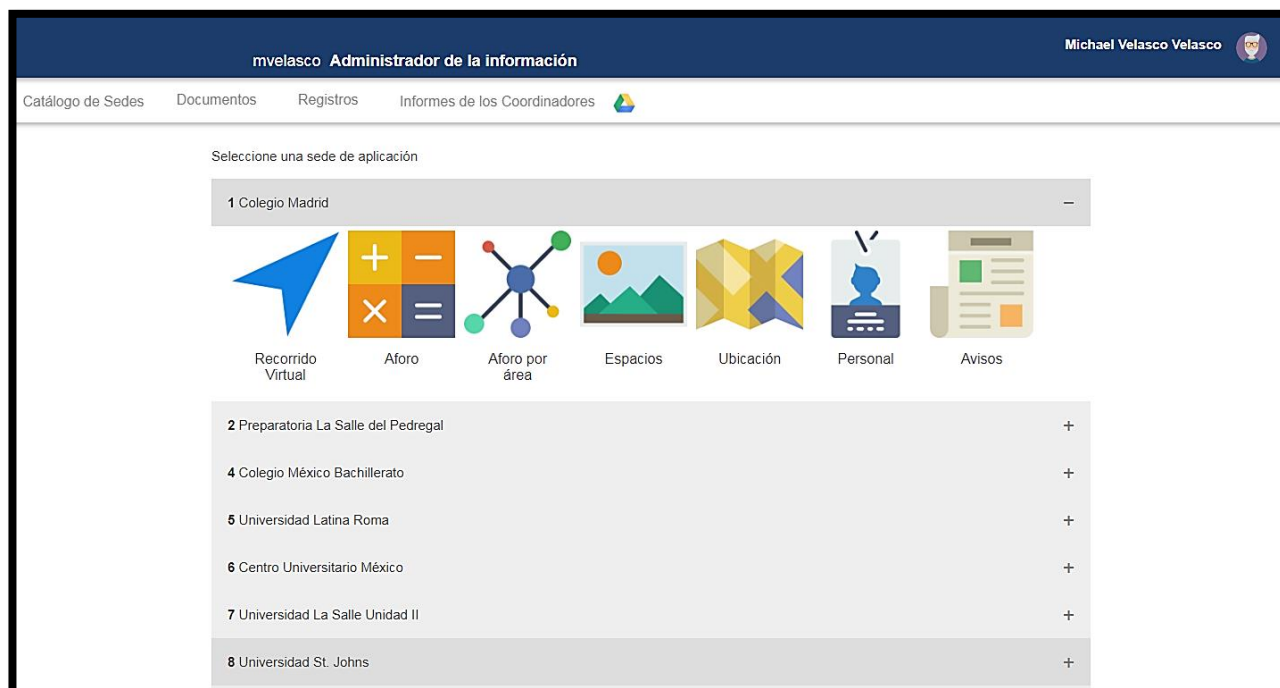 Michael Velasco Velasco
mvelasco Administrador de la información
Catálogo de Sedes Documentos Registros Informes de los Coordinadores
Seleccione una sede de aplicación
1 Colegio Madrid −
Recorrido Virtual
Aforo
Aforo por área
Espacios
Ubicación
Personal
Avisos
2 Preparatoria La Salle del Pedregal +
4 Colegio México Bachillerato +
5 Universidad Latina Roma +
6 Centro Universitario México +
7 Universidad La Salle Unidad II +
8 Universidad St. Johns +